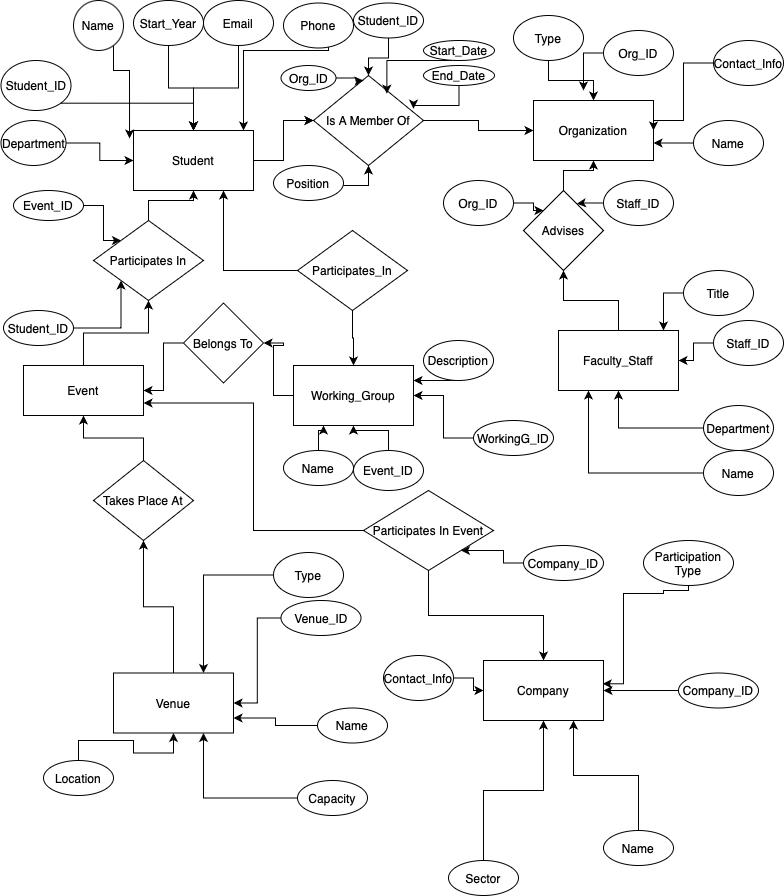 Name
Start_Year
Email
Phone
Student_ID
Type
Org_ID
Contact_Info
Start_Date
End_Date
Org_ID
Student_ID
Is A Member Of
Organization
Department
Student
Name
Position
Event_ID
Org_ID
Staff_ID
Advises
Participates In
Participates_In
Title
Student_ID
Belongs To
Staff_ID
Faculty_Staff
Description
Event
Working_Group
Department
WorkingG_ID
Name
Event_ID
Name
Takes Place At
Participates In Event
Company_ID
Participation
Type
Type
Venue_ID
Contact_Info
Company
Company_ID
Venue
Name
Location
Capacity
Name
Sector